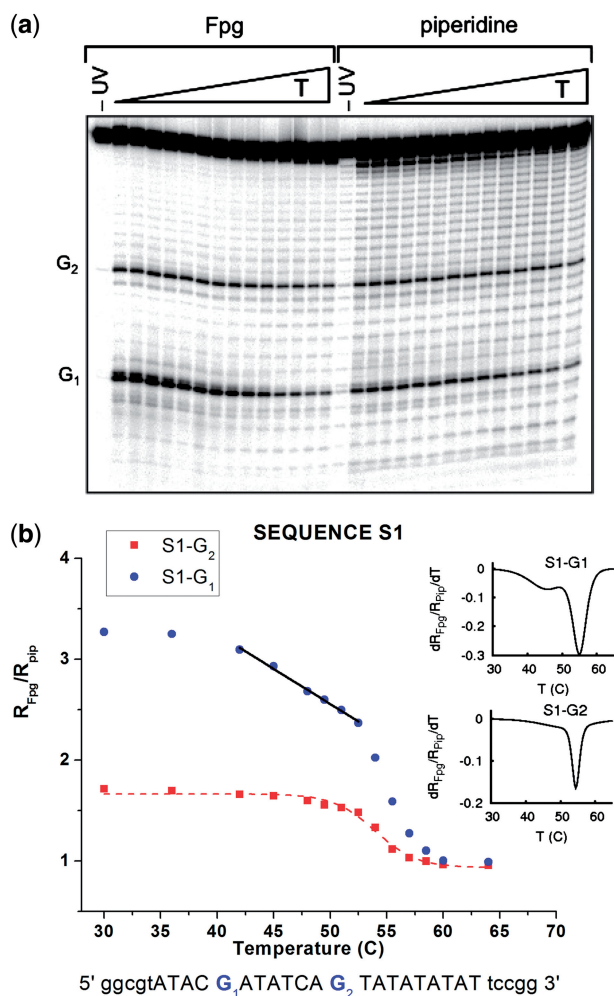 (a)
Fpg piperidine
– UV T – UV T
G2
G1
(b) SEQUENCE S1
S1-G2
S1-G1
RFpg/Rpip
4
3
2
1
30 35 40 45 50 55 60 65 70
Temperature (C)
S1-G1
dRFpg/RPip/dT
0
-0.1
-0.2
-0.3
30 40 50 60
T (C)
S1-G2
dRFpg/RPip/dT
0
-0.1
-0.2
30 40 50 60
T (C)
5' ggcgtATAC G1ATATCA G2 TATATATAT tccgg 3'